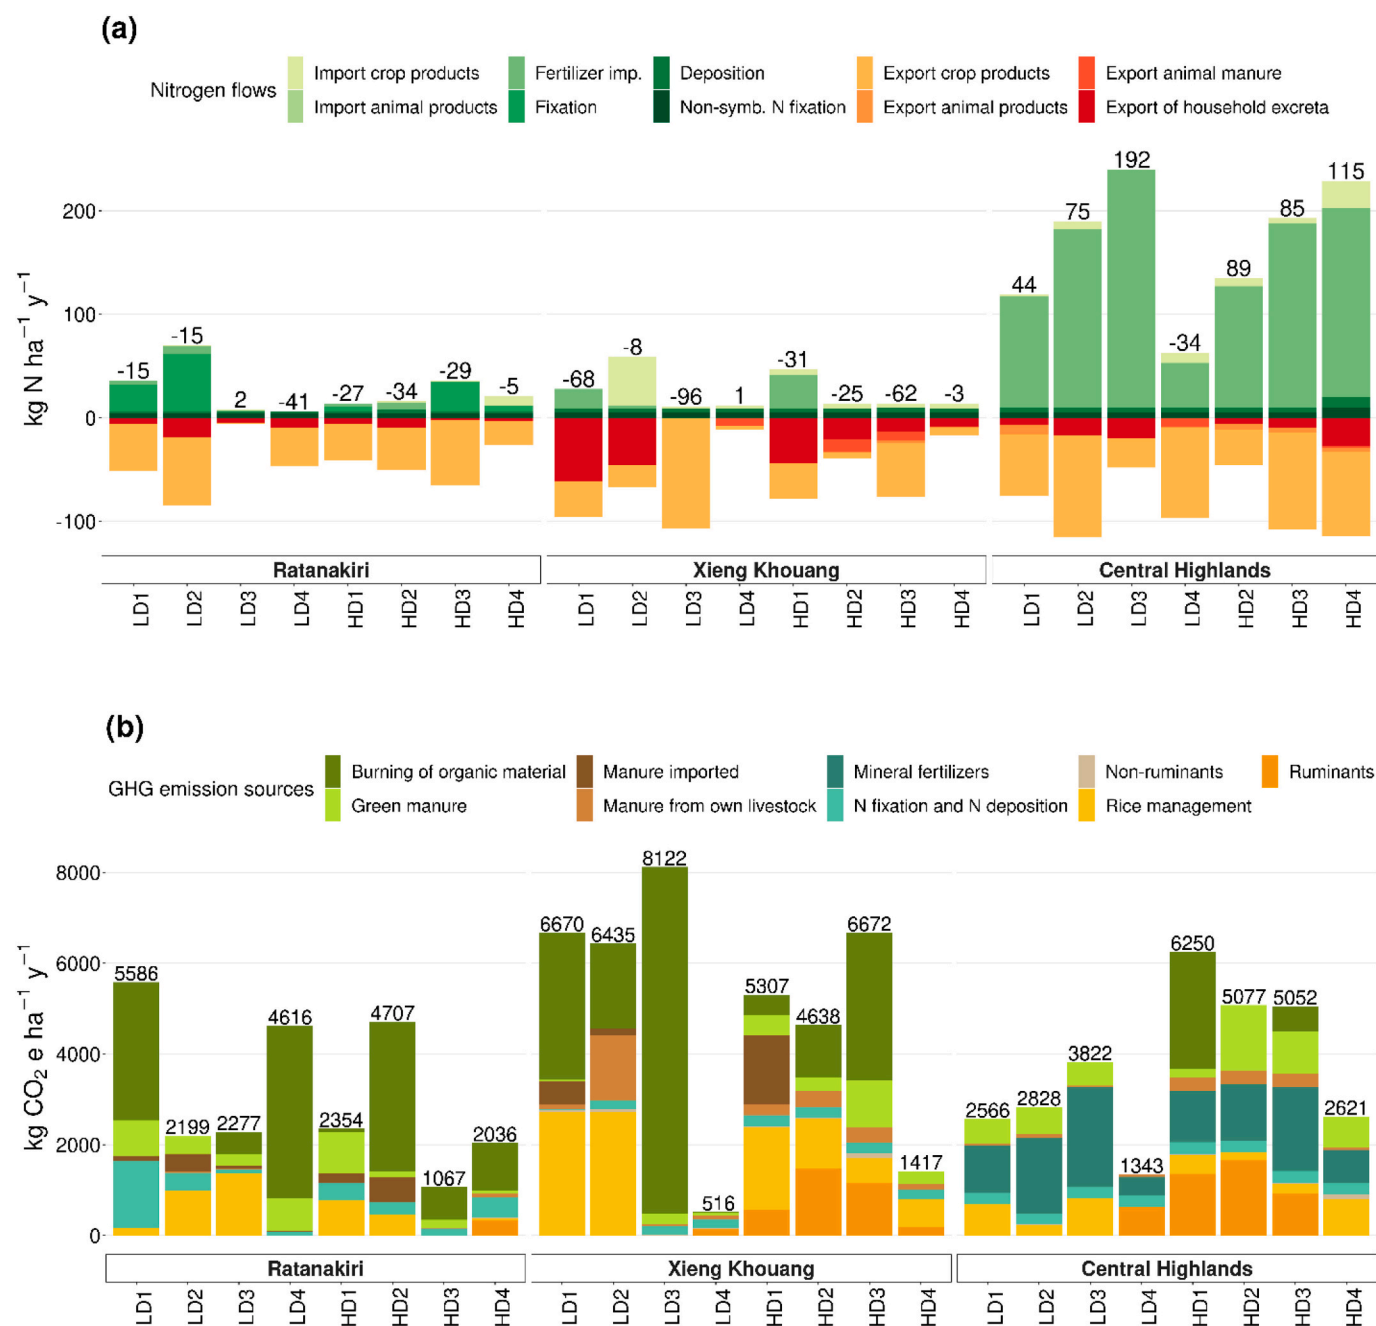 (a)
Nitrogen flows
Import crop products
Fertilizer imp.
Deposition
Export crop products
Export animal manure
Import animal products
Fixation
Non-symb. N fixation
Export animal products
Export of household excreta
kg N ha⁻¹ y⁻¹
200
100
0
-100
-15
-15
2
-41
-27
-34
-29
-5
-68
-8
-96
1
-31
-25
-62
-3
44
75
192
-34
89
85
115
Ratanakiri
Xieng Khouang
Central Highlands
LD1
LD2
LD3
LD4
HD1
HD2
HD3
HD4
LD1
LD2
LD3
LD4
HD1
HD2
HD3
HD4
LD1
LD2
LD3
LD4
HD2
HD3
HD4
(b)
GHG emission sources
Burning of organic material
Manure imported
Mineral fertilizers
Non-ruminants
Ruminants
Green manure
Manure from own livestock
N fixation and N deposition
Rice management
kg CO₂ e ha⁻¹ y⁻¹
8000
6000
4000
2000
0
5586
2199
2277
4616
2354
4707
1067
2036
6670
6435
8122
516
5307
4638
6672
1417
2566
2828
3822
1343
6250
5077
5052
2621
Ratanakiri
Xieng Khouang
Central Highlands
LD1
LD2
LD3
LD4
HD1
HD2
HD3
HD4
LD1
LD2
LD3
LD4
HD1
HD2
HD3
HD4
LD1
LD2
LD3
LD4
HD1
HD2
HD3
HD4